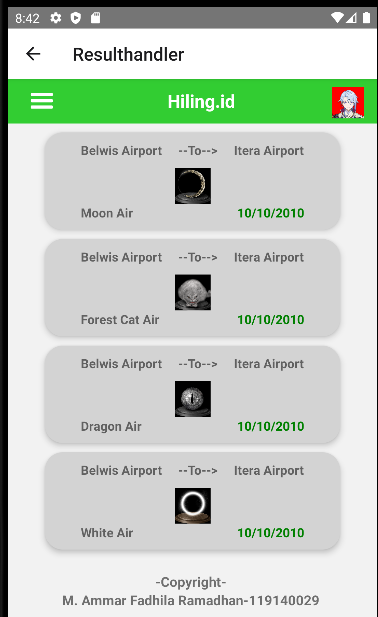 8:42
Resulthandler
Hiling.id
Belwis Airport --To--> Itera Airport
Moon Air 10/10/2010
Belwis Airport --To--> Itera Airport
Forest Cat Air 10/10/2010
Belwis Airport --To--> Itera Airport
Dragon Air 10/10/2010
Belwis Airport --To--> Itera Airport
White Air 10/10/2010
-Copyright-
M. Ammar Fadhila Ramadhan-119140029